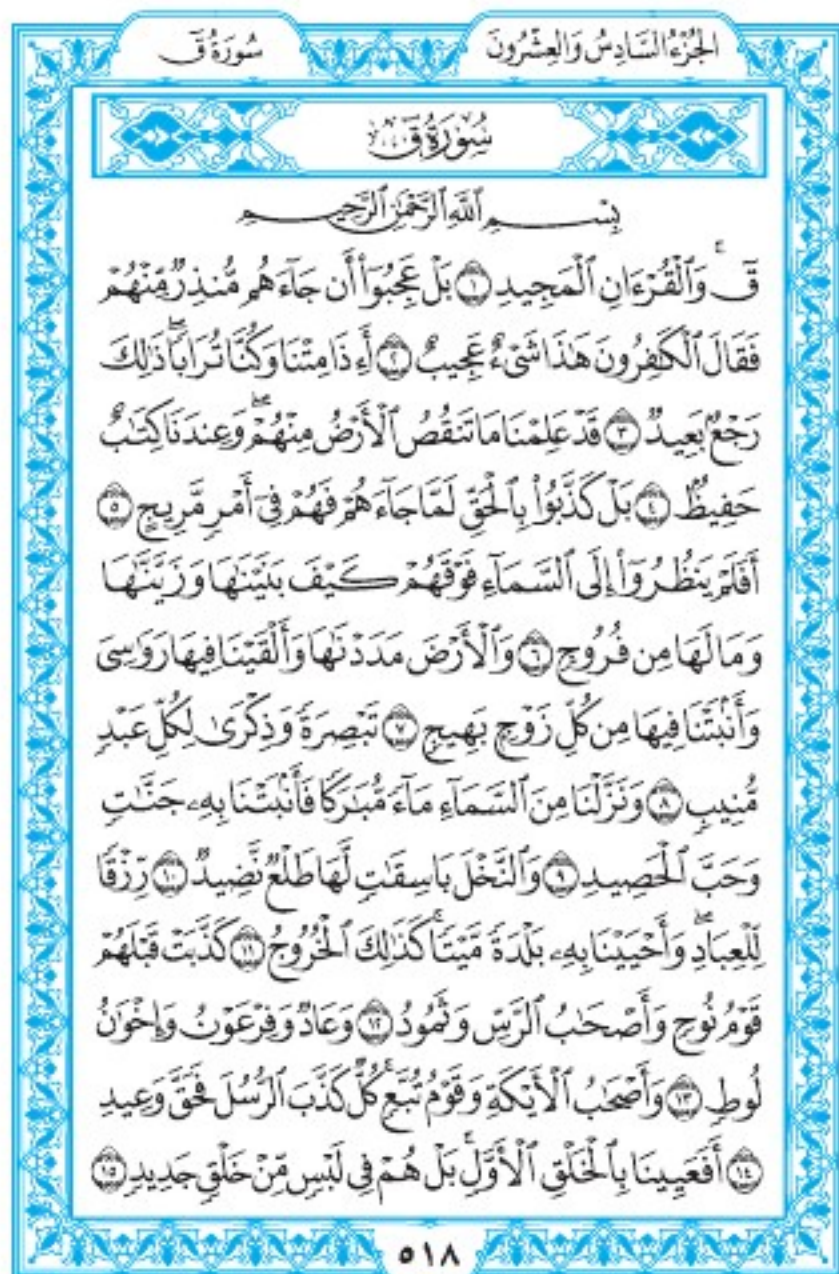 الجُزْءُ السَّادِسُ وَالعِشْرُونَ
سُورَةُ قٓ
سُورَةُ قٓ
بِسْمِ ٱللَّهِ ٱلرَّحْمَٰنِ ٱلرَّحِيمِ
قٓۚ وَٱلْقُرْءَانِ ٱلْمَجِيدِ ١ بَلْ عَجِبُوٓا۟ أَن جَآءَهُم مُّنذِرٌ مِّنْهُمْ
فَقَالَ ٱلْكَٰفِرُونَ هَٰذَا شَىْءٌ عَجِيبٌ ٢ أَءِذَا مِتْنَا وَكُنَّا تُرَابًاۖ ذَٰلِكَ
رَجْعٌۢ بَعِيدٌ ٣ قَدْ عَلِمْنَا مَا تَنقُصُ ٱلْأَرْضُ مِنْهُمْۖ وَعِندَنَا كِتَٰبٌ
حَفِيظٌۢ ٤ بَلْ كَذَّبُوا۟ بِٱلْحَقِّ لَمَّا جَآءَهُمْ فَهُمْ فِىٓ أَمْرٍ مَّرِيجٍ ٥
أَفَلَمْ يَنظُرُوٓا۟ إِلَى ٱلسَّمَآءِ فَوْقَهُمْ كَيْفَ بَنَيْنَٰهَا وَزَيَّنَّٰهَا
وَمَا لَهَا مِن فُرُوجٍ ٦ وَٱلْأَرْضَ مَدَدْنَٰهَا وَأَلْقَيْنَا فِيهَا رَوَٰسِىَ
وَأَنۢبَتْنَا فِيهَا مِن كُلِّ زَوْجٍۭ بَهِيجٍ ٧ تَبْصِرَةً وَذِكْرَىٰ لِكُلِّ عَبْدٍ
مُّنِيبٍ ٨ وَنَزَّلْنَا مِنَ ٱلسَّمَآءِ مَآءً مُّبَٰرَكًا فَأَنۢبَتْنَا بِهِۦ جَنَّٰتٍ
وَحَبَّ ٱلْحَصِيدِ ٩ وَٱلنَّخْلَ بَاسِقَٰتٍ لَّهَا طَلْعٌ نَّضِيدٌ ١٠ رِّزْقًا
لِّلْعِبَادِۖ وَأَحْيَيْنَا بِهِۦ بَلْدَةً مَّيْتًاۚ كَذَٰلِكَ ٱلْخُرُوجُ ١١ كَذَّبَتْ قَبْلَهُمْ
قَوْمُ نُوحٍ وَأَصْحَٰبُ ٱلرَّسِّ وَثَمُودُ ١٢ وَعَادٌ وَفِرْعَوْنُ وَإِخْوَٰنُ
لُوطٍ ١٣ وَأَصْحَٰبُ ٱلْأَيْكَةِ وَقَوْمُ تُبَّعٍۚ كُلٌّ كَذَّبَ ٱلرُّسُلَ فَحَقَّ وَعِيدِ
١٤ أَفَعَيِينَا بِٱلْخَلْقِ ٱلْأَوَّلِۚ بَلْ هُمْ فِى لَبْسٍ مِّنْ خَلْقٍ جَدِيدٍ ١٥
٥١٨